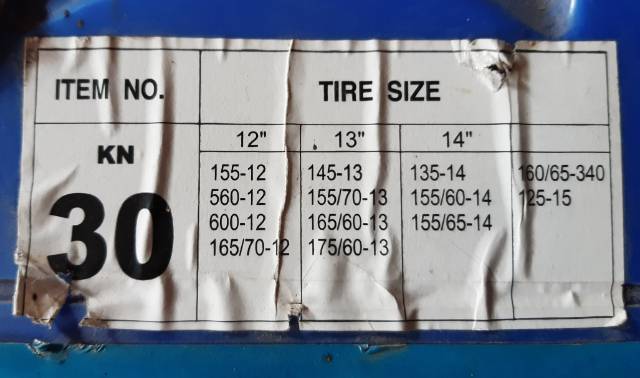 ITEM NO. TIRE SIZE
KN
30
12" 13" 14"
155-12 145-13 135-14 160/65-340
560-12 155/70-13 155/60-14 125-15
600-12 165/60-13 155/65-14
165/70-12 175/60-13